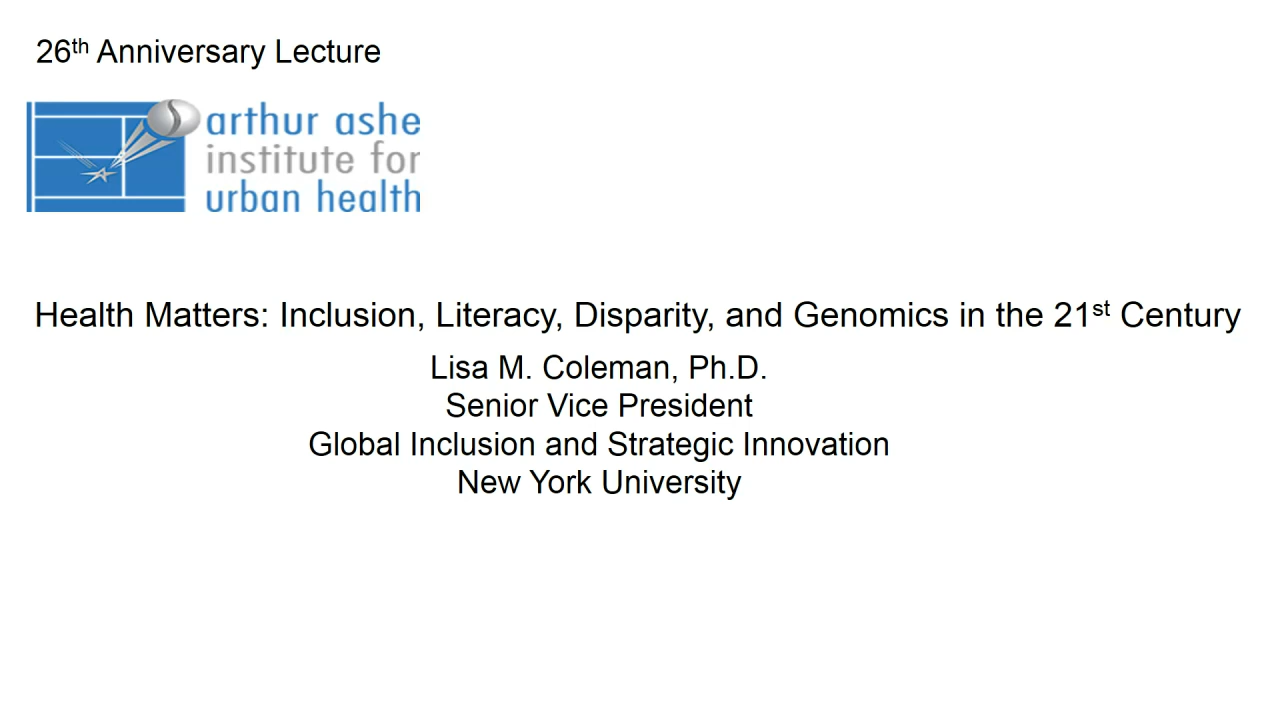 26th Anniversary Lecture
arthur ashe
institute for
urban health
Health Matters: Inclusion, Literacy, Disparity, and Genomics in the 21st Century
Lisa M. Coleman, Ph.D.
Senior Vice President
Global Inclusion and Strategic Innovation
New York University